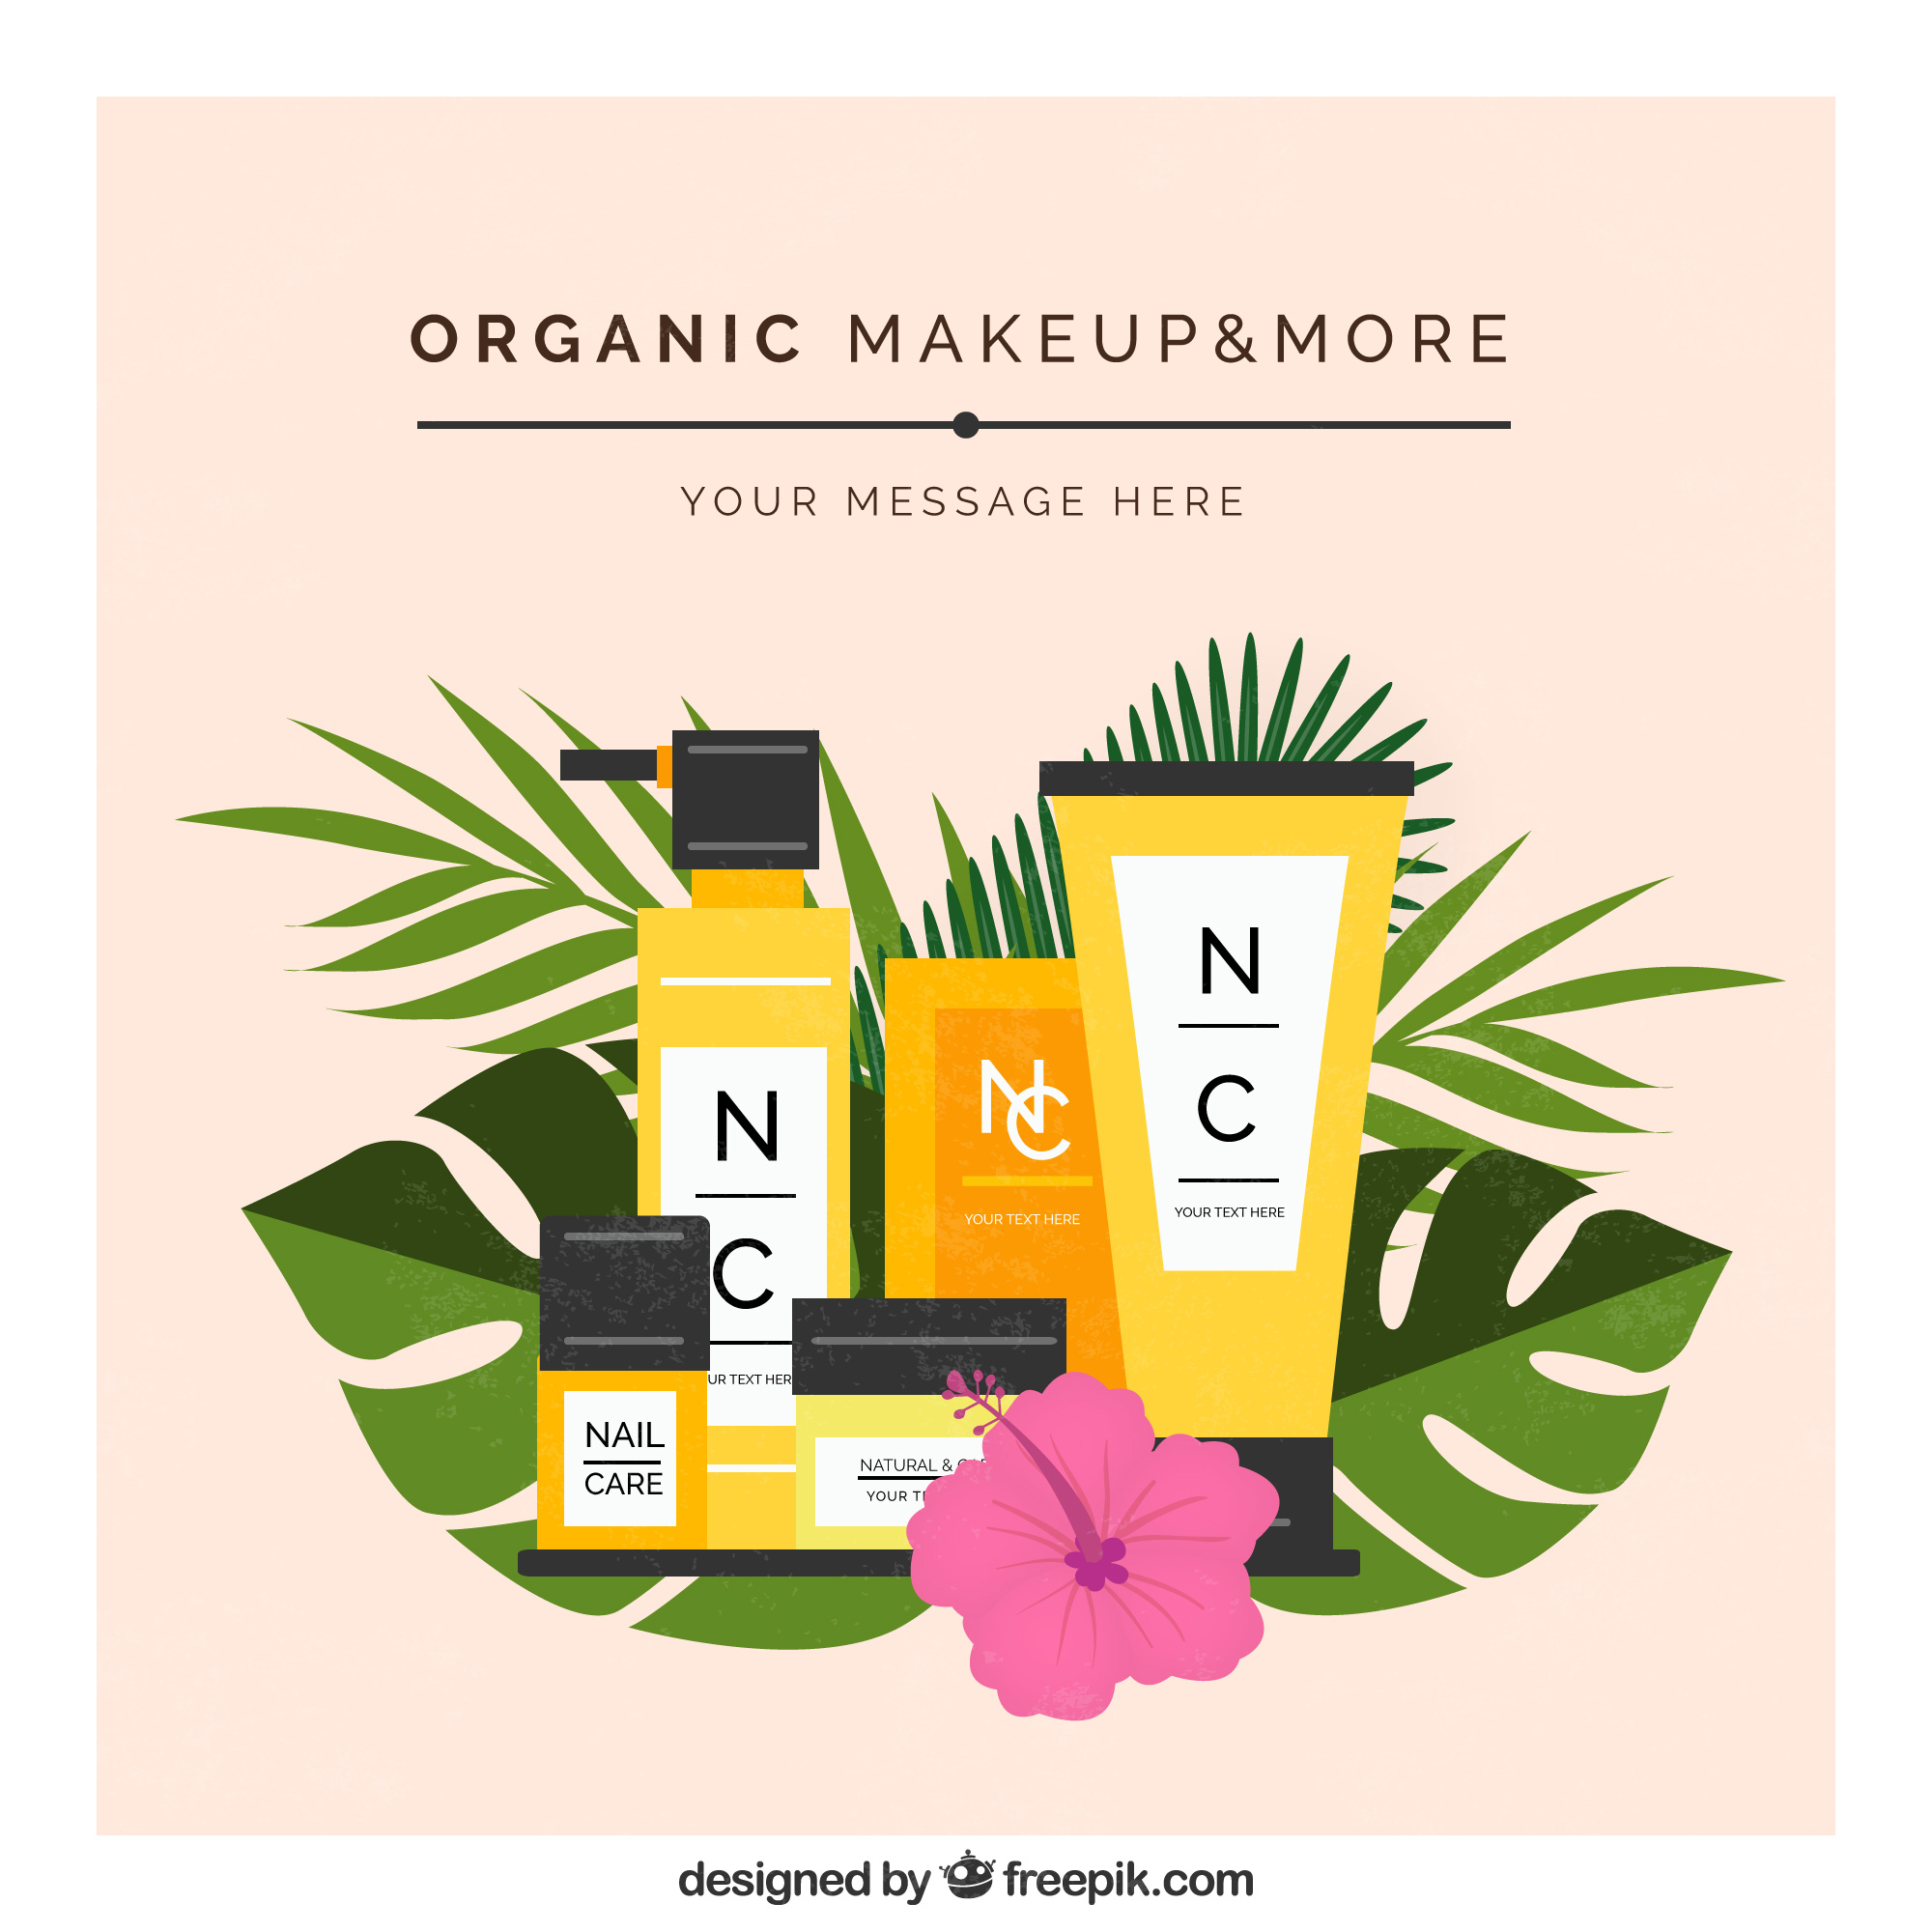 ORGANIC MAKEUP&MORE
YOUR MESSAGE HERE
N
C
UR TEXT HER
NC
YOUR TEXT HERE
N
C
YOUR TEXT HERE
NAIL
CARE
NATURAL &
YOUR
designed by freepik.com